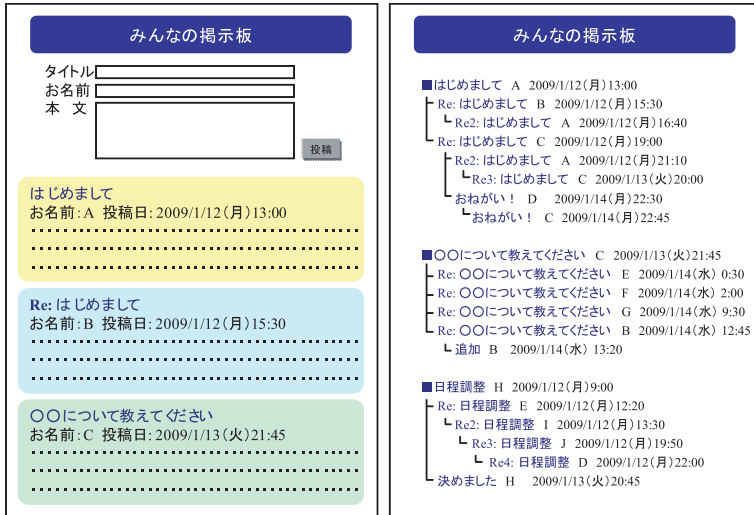 みんなの掲示板
タイトル
お名前
本 文
投稿
はじめまして
お名前：A 投稿日：2009/1/12（月）13:00
Re: はじめまして
お名前：B 投稿日：2009/1/12（月）15:30
〇〇について教えてください
お名前：C 投稿日：2009/1/13（火）21:45
みんなの掲示板
■はじめまして A 2009/1/12（月）13:00
Re: はじめまして B 2009/1/12（月）15:30
Re2: はじめまして A 2009/1/12（月）16:40
Re: はじめまして C 2009/1/12（月）19:00
Re2: はじめまして A 2009/1/12（月）21:10
Re3: はじめまして C 2009/1/13（火）20:00
おねがい！ D 2009/1/14（月）22:30
おねがい！ C 2009/1/14（月）22:45
■〇〇について教えてください C 2009/1/13（火）21:45
Re: 〇〇について教えてください E 2009/1/14（水） 0:30
Re: 〇〇について教えてください F 2009/1/14（水） 2:00
Re: 〇〇について教えてください G 2009/1/14（水） 9:30
Re: 〇〇について教えてください B 2009/1/14（水） 12:45
追加 B 2009/1/14（水） 13:20
■日程調整 H 2009/1/12（月）9:00
Re: 日程調整 E 2009/1/12（月）12:20
Re2: 日程調整 I 2009/1/12（月）13:30
Re3: 日程調整 J 2009/1/12（月）19:50
Re4: 日程調整 D 2009/1/12（月）22:00
決めました H 2009/1/13（火）20:45